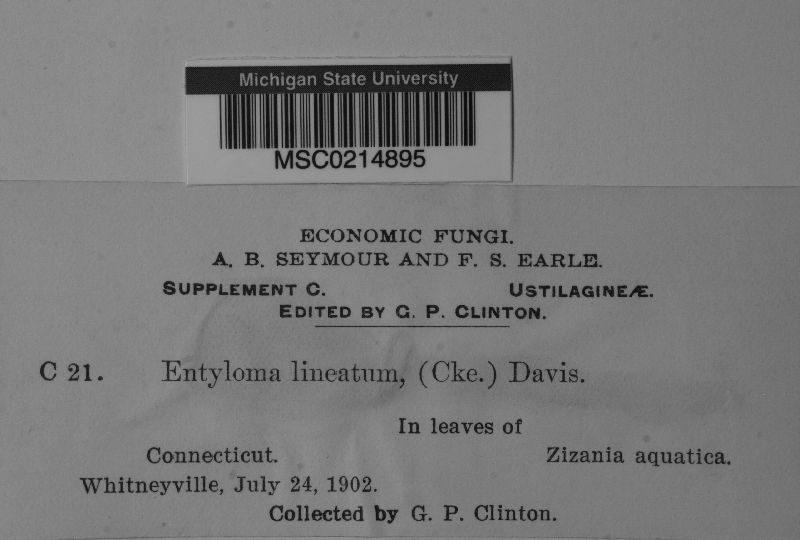 Michigan State University
MSC0214895
ECONOMIC FUNGI.
A. B. SEYMOUR AND F. S. EARLE.
SUPPLEMENT C. USTILAGINEÆ.
EDITED BY G. P. CLINTON.
C 21. Entyloma lineatum, (Cke.) Davis.
In leaves of
Connecticut. Zizania aquatica.
Whitneyville, July 24, 1902.
Collected by G. P. Clinton.